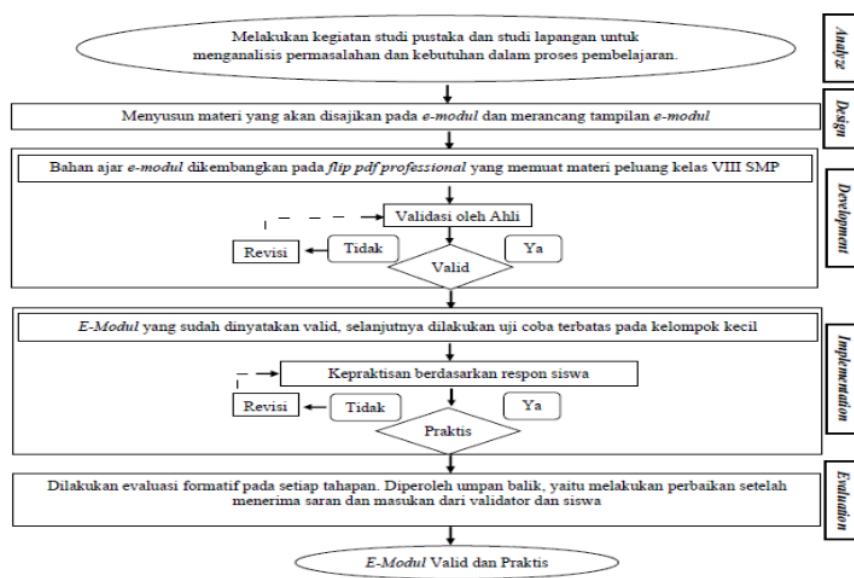 Melakukan kegiatan studi pustaka dan studi lapangan untuk
menganalisis permasalahan dan kebutuhan dalam proses pembelajaran.
Analyz
Menyusun materi yang akan disajikan pada e-modul dan merancang tampilan e-modul
Design
Bahan ajar e-modul dikembangkan pada flip pdf professional yang memuat materi peluang kelas VIII SMP
Validasi oleh Ahli
Revisi
Tidak
Ya
Valid
Development
E-Modul yang sudah dinyatakan valid, selanjutnya dilakukan uji coba terbatas pada kelompok kecil
Kepraktisan berdasarkan respon siswa
Revisi
Tidak
Ya
Praktis
Implementation
Dilakukan evaluasi formatif pada setiap tahapan. Diperoleh umpan balik, yaitu melakukan perbaikan setelah
menerima saran dan masukan dari validator dan siswa
Evaluation
E-Modul Valid dan Praktis